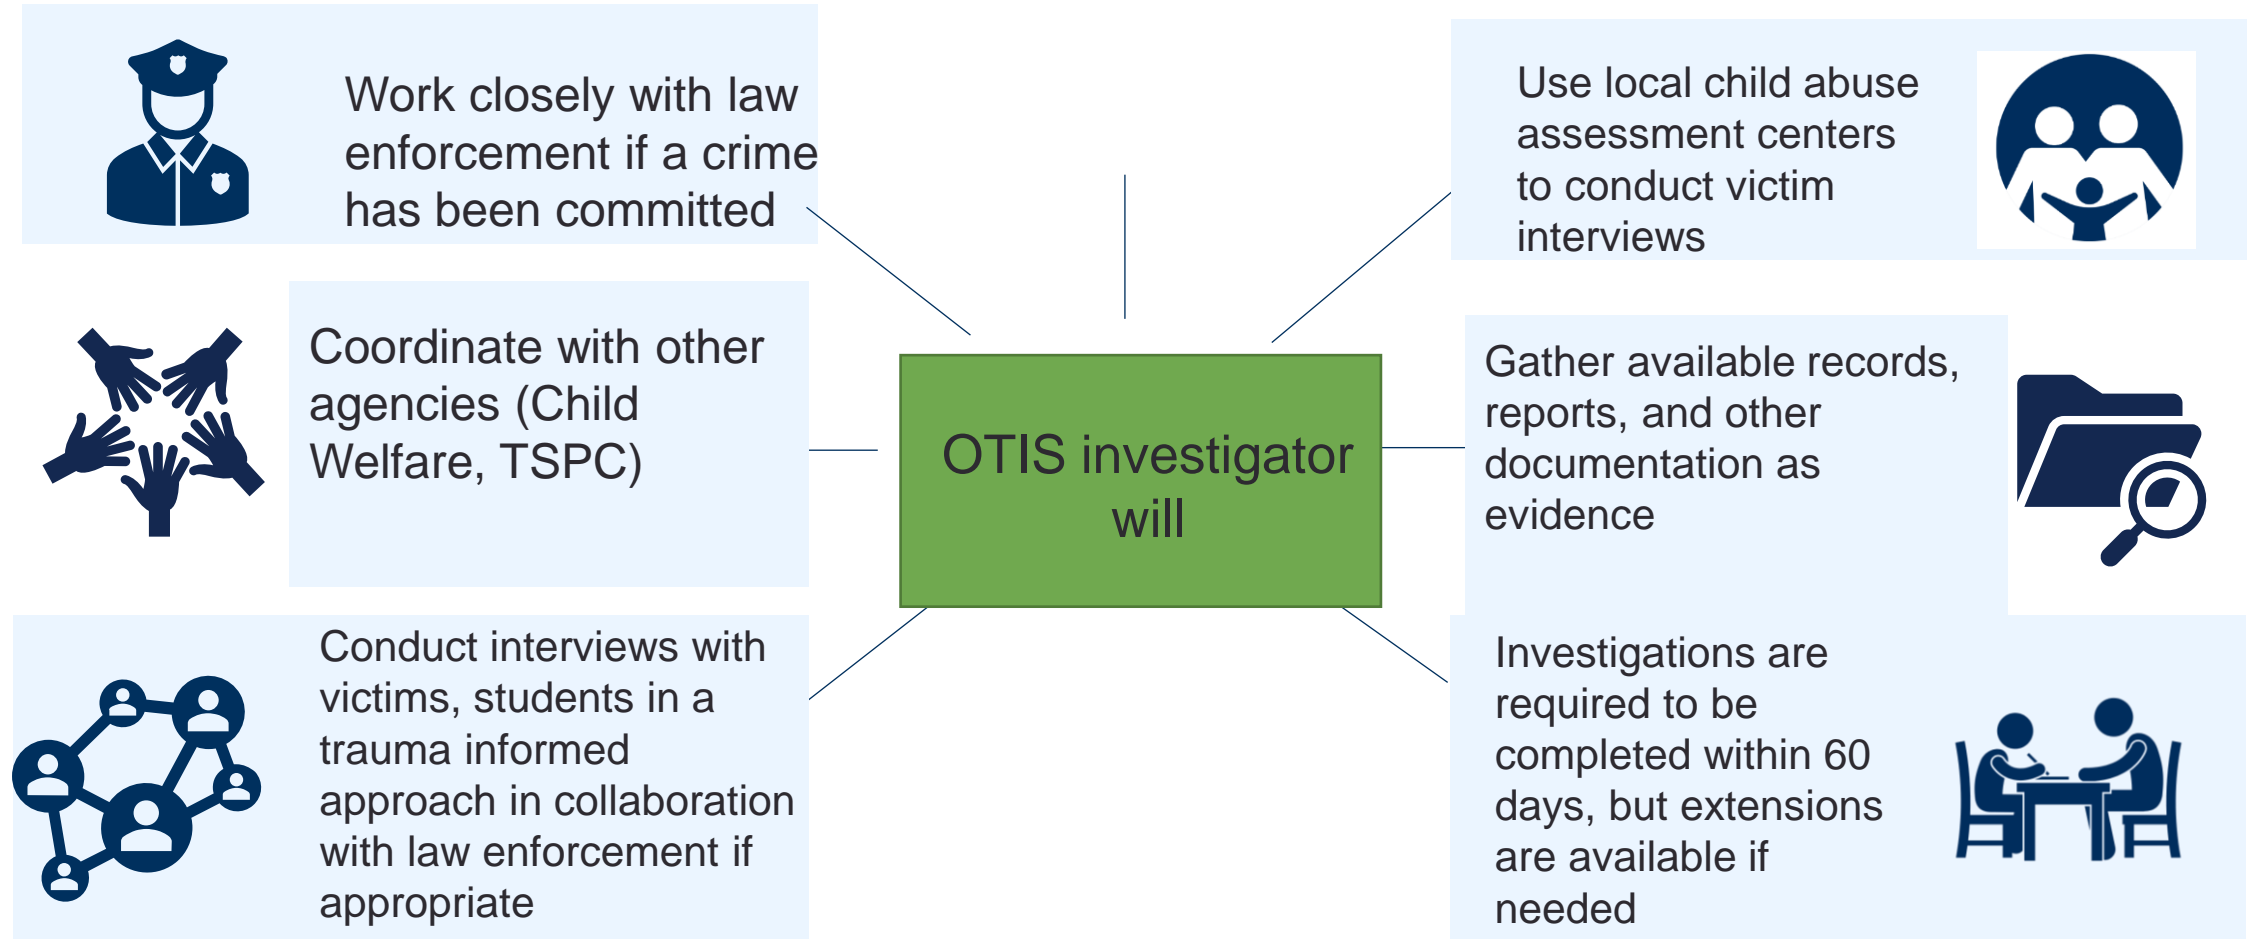 Work closely with law
enforcement if a crime
has been committed
Coordinate with other
agencies (Child
Welfare, TSPC)
Conduct interviews with
victims, students in a
trauma informed
approach in collaboration
with law enforcement if
appropriate
OTIS investigator
will
Use local child abuse
assessment centers
to conduct victim
interviews
Gather available records,
reports, and other
documentation as
evidence
Investigations are
required to be
completed within 60
days, but extensions
are available if
needed